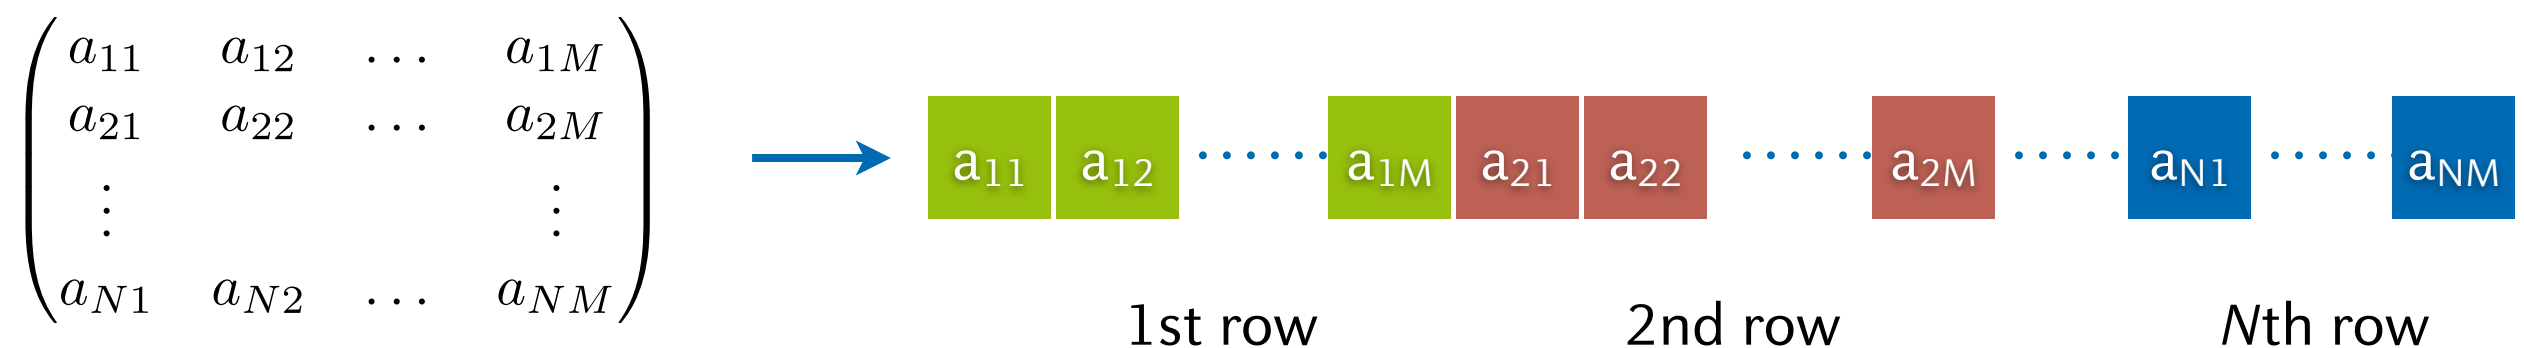 a11 a12 … a1M
a21 a22 … a2M
⋮ ⋮
aN1 aN2 … aNM
a11 a12 ...... a1M a21 a22 ...... a2M ..... aN1 ...... aNM
1st row 2nd row Nth row